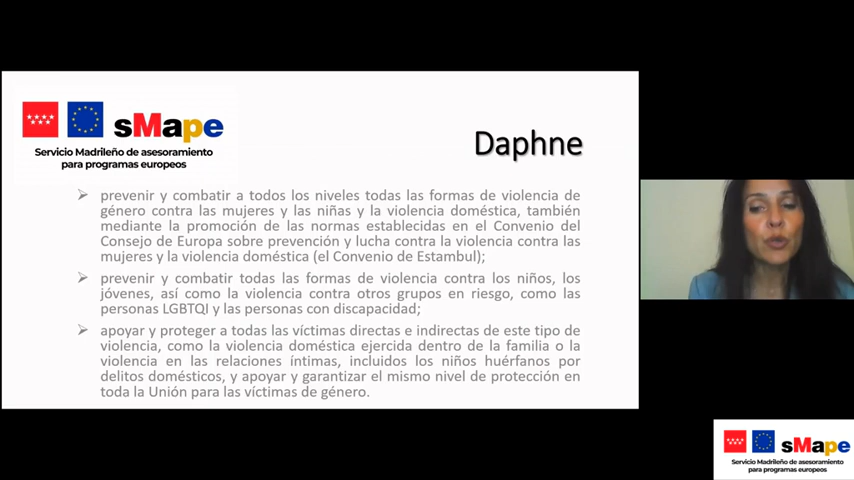 sMape
Servicio Madrileño de asesoramiento
para programas europeos
Daphne
prevenir y combatir a todos los niveles todas las formas de violencia de
género contra las mujeres y las niñas y la violencia doméstica, también
mediante la promoción de las normas establecidas en el Convenio del
Consejo de Europa sobre prevención y lucha contra la violencia contra las
mujeres y la violencia doméstica (el Convenio de Estambul);
prevenir y combatir todas las formas de violencia contra los niños, los
jóvenes, así como la violencia contra otros grupos en riesgo, como las
personas LGBTQI y las personas con discapacidad;
apoyar y proteger a todas las víctimas directas e indirectas de este tipo de
violencia, como la violencia doméstica ejercida dentro de la familia o la
violencia en las relaciones íntimas, incluidos los niños huérfanos por
delitos domésticos, y apoyar y garantizar el mismo nivel de protección en
toda la Unión para las víctimas de género.
sMape
Servicio Madrileño de asesoramiento
para programas europeos